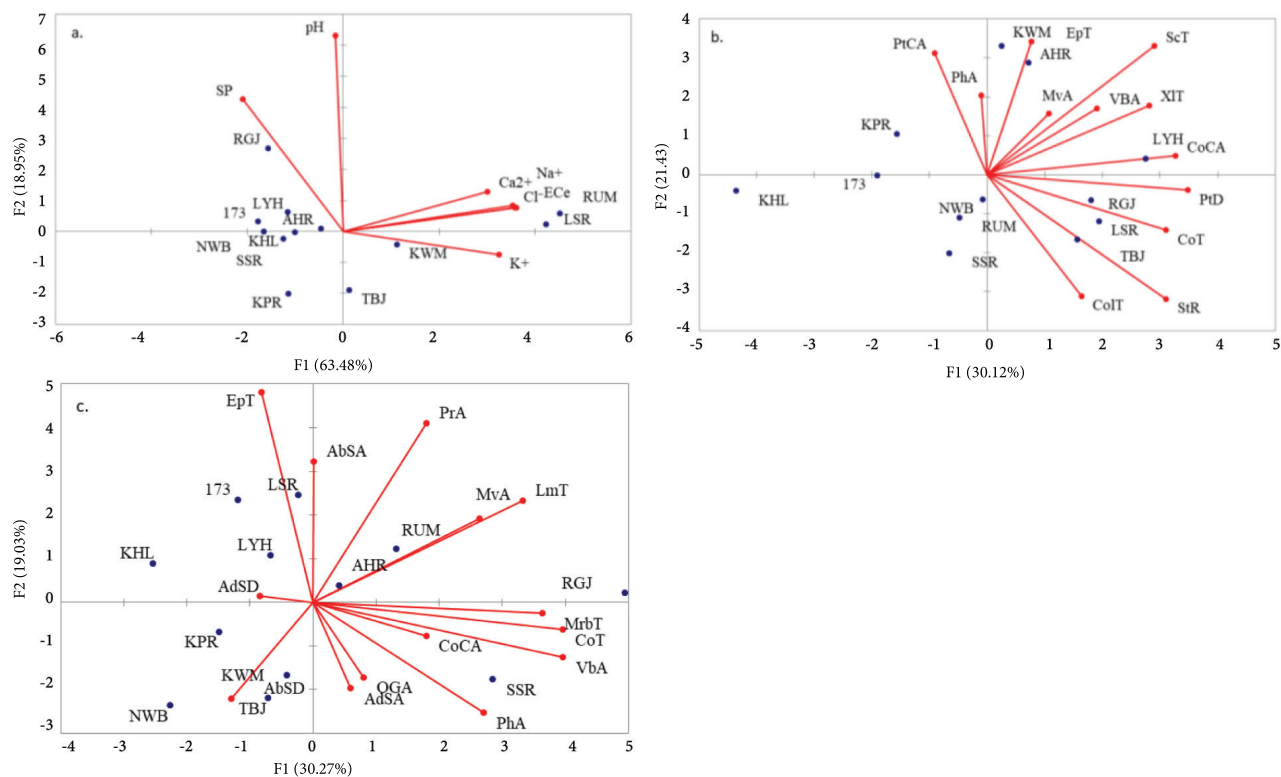 a.
7
6
5
4
3
2
1
0
-1
-2
-3
F2 (18.95%)
pH
SP
RGJ
LYH
173
AHR
NWB
KHL
SSR
KPR
TBJ
KWM
K+
Ca2+
Na+
Cl-ECe
RUM
LSR
-6
-4
-2
0
2
4
6
F1 (63.48%)
b.
4
3
2
1
0
-1
-2
-3
-4
F2 (21.43)
KWM
EpT
PtCA
AHR
ScT
PhA
MvA
VBA
XlT
KPR
LYH
CoCA
173
KHL
PtD
NWB
RGJ
RUM
LSR
CoT
SSR
TBJ
ColT
StR
-5
-4
-3
-2
-1
0
1
2
3
4
5
F1 (30.12%)
c.
5
4
3
2
1
0
-1
-2
-3
F2 (19.03%)
EpT
PrA
AbSA
173
LSR
MvA
LmT
KHL
LYH
RUM
AHR
AdSD
RGJ
KPR
CoCA
MrbT
CoT
VbA
KWM
AbSD
OGA
AdSA
SSR
NWB
TBJ
PhA
-4
-3
-2
-1
0
1
2
3
4
5
F1 (30.27%)